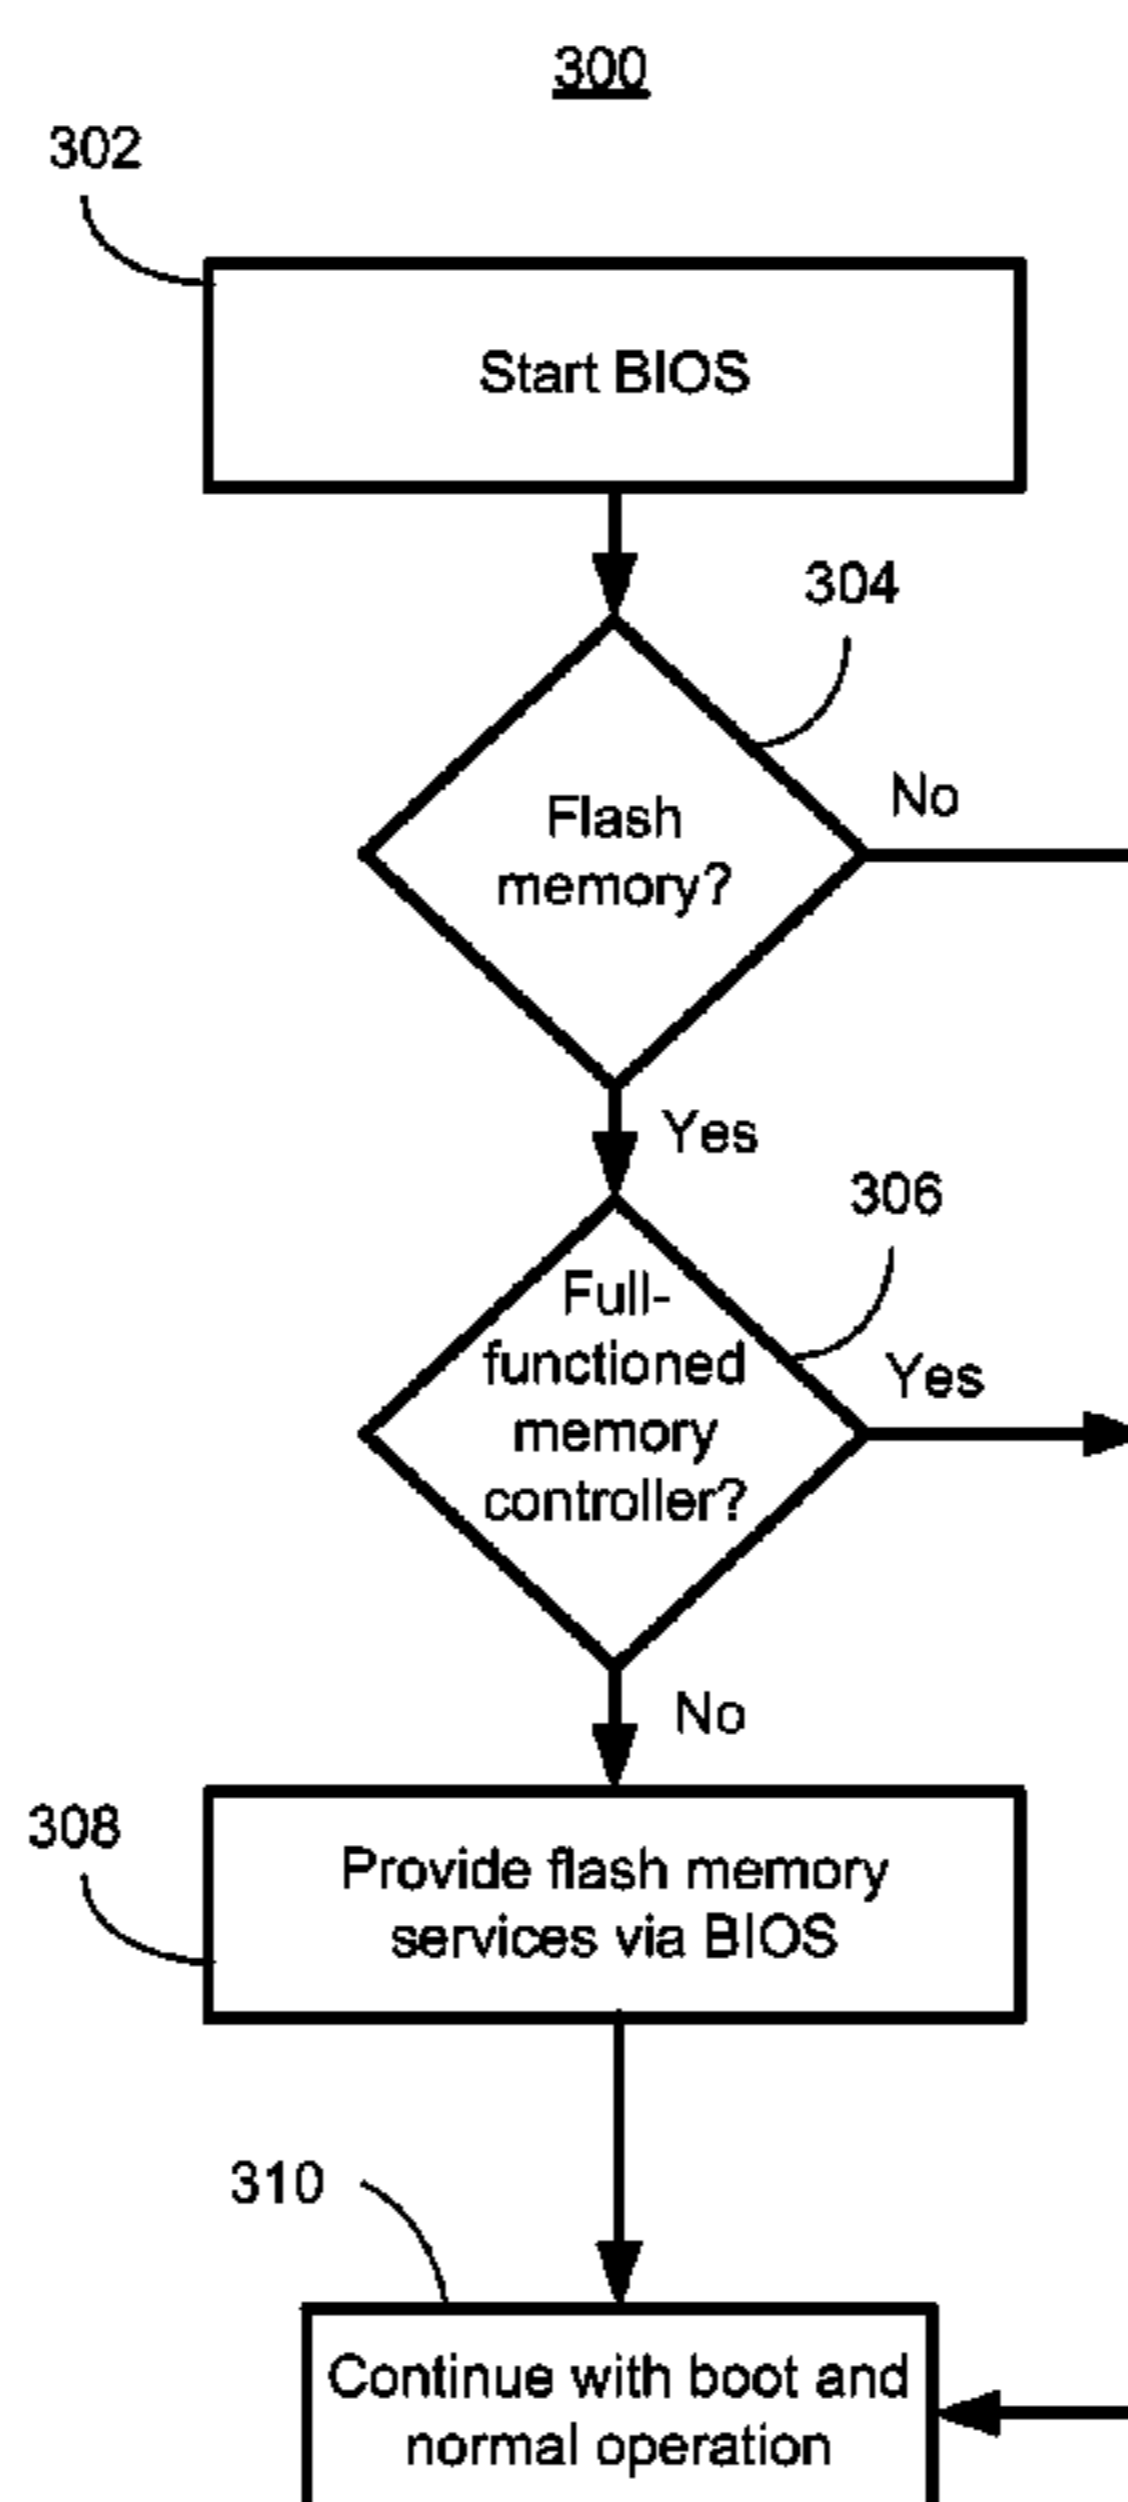 300
302
Start BIOS
304
Flash
memory?
No
Yes
306
Full-
functioned
memory
controller?
Yes
No
308
Provide flash memory
services via BIOS
310
Continue with boot and
normal operation